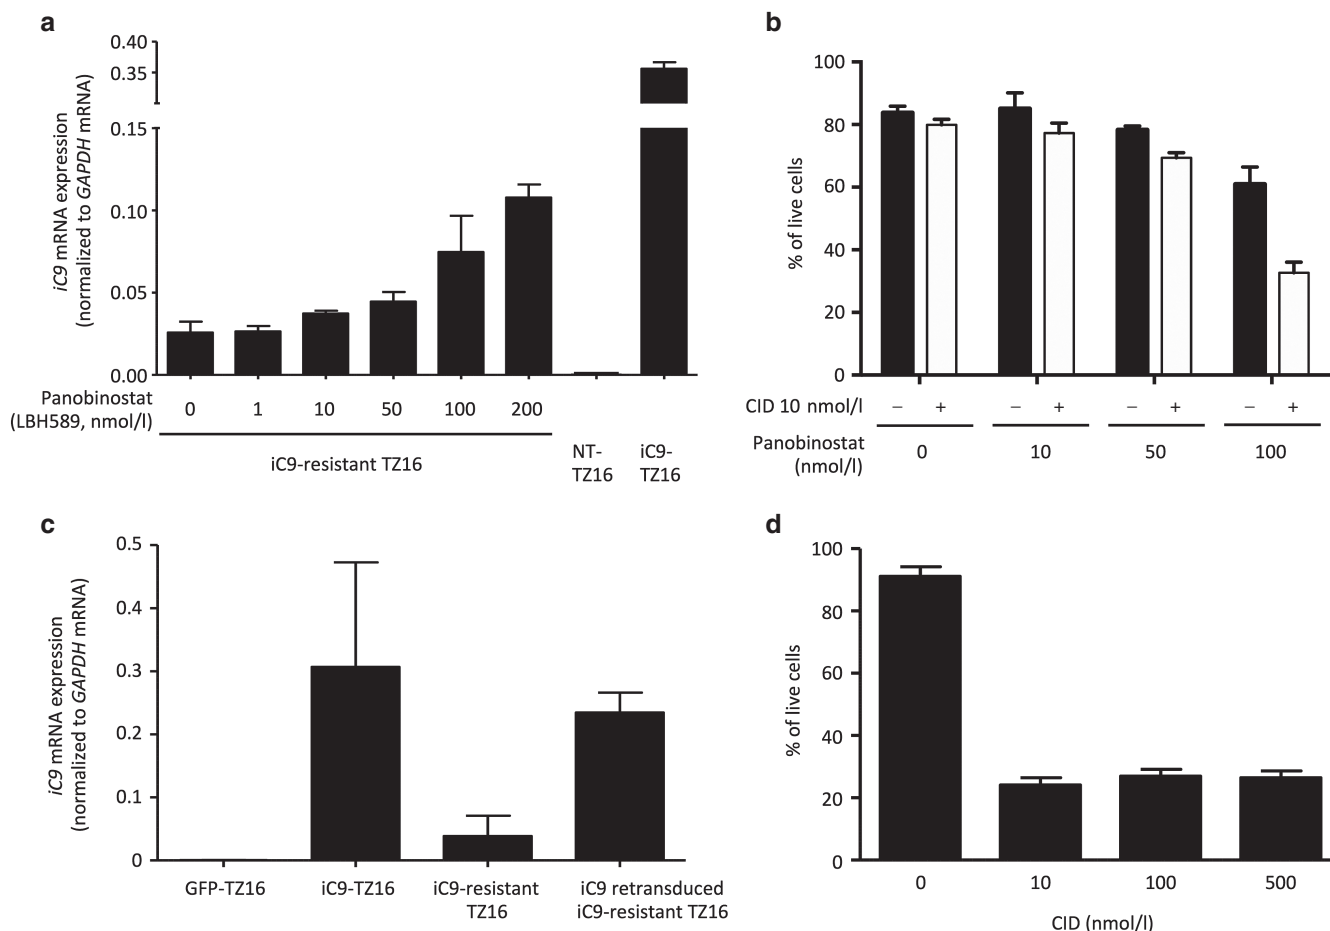 a
iC9 mRNA expression
(normalized to GAPDH mRNA)
0.40
0.35
0.15
0.10
0.05
0.00
Panobinostat
(LBH589, nmol/l)
0 1 10 50 100 200
iC9-resistant TZ16
NT-
TZ16
iC9-
TZ16
b
% of live cells
100
80
60
40
20
0
CID 10 nmol/l
− + − + − + − +
Panobinostat
(nmol/l)
0 10 50 100
c
iC9 mRNA expression
(normalized to GAPDH mRNA)
0.5
0.4
0.3
0.2
0.1
0
GFP-TZ16
iC9-TZ16
iC9-resistant
TZ16
iC9 retransduced
iC9-resistant TZ16
d
% of live cells
100
80
60
40
20
0
0 10 100 500
CID (nmol/l)